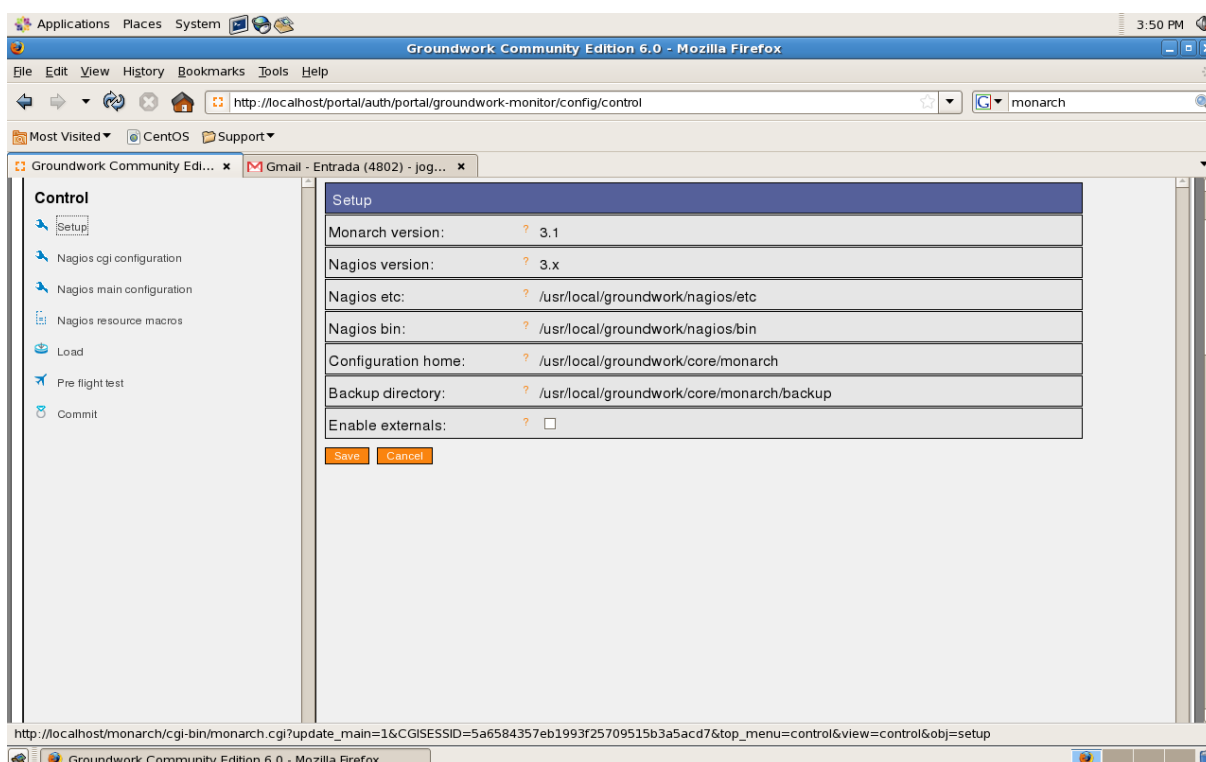 Applications Places System 3:50 PM
Groundwork Community Edition 6.0 - Mozilla Firefox
File Edit View History Bookmarks Tools Help
http://localhost/portal/auth/portal/groundwork-monitor/config/control G monarch
Most Visited CentOS Support
Groundwork Community Edi... Gmail - Entrada (4802) - jog...
Control
Setup
Nagios cgi configuration
Nagios main configuration
Nagios resource macros
Load
Pre flight test
Commit
Setup
Monarch version: ? 3.1
Nagios version: ? 3.x
Nagios etc: ? /usr/local/groundwork/nagios/etc
Nagios bin: ? /usr/local/groundwork/nagios/bin
Configuration home: ? /usr/local/groundwork/core/monarch
Backup directory: ? /usr/local/groundwork/core/monarch/backup
Enable externals: ?
Save Cancel
http://localhost/monarch/cgi-bin/monarch.cgi?update_main=1&CGISESSID=5a6584357eb1993f25709515b3a5acd7&top_menu=control&view=control&obj=setup
Groundwork Community Edition 6.0 - Mozilla Firefox